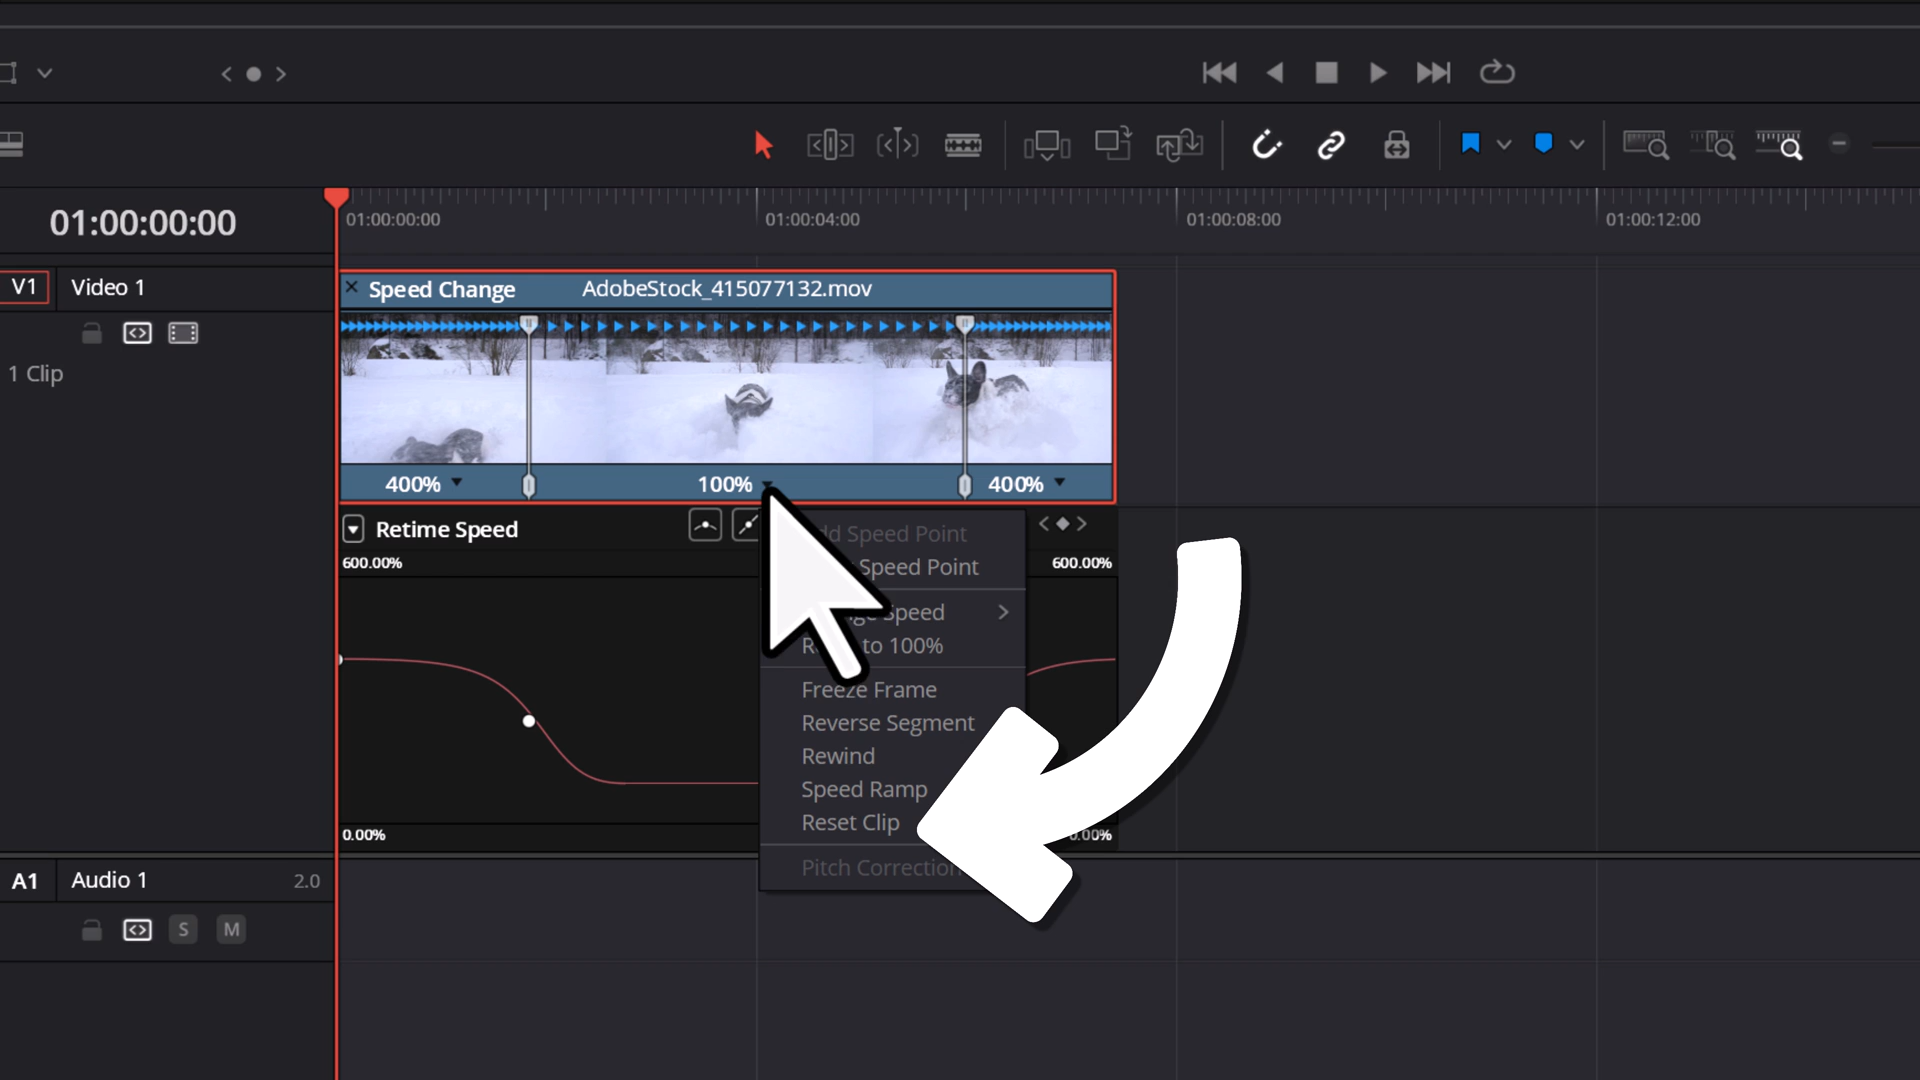 01:00:00:00
01:00:00:00
01:00:04:00
01:00:08:00
01:00:12:00
V1
Video 1
Speed Change
AdobeStock_415077132.mov
1 Clip
400%
100%
400%
Retime Speed
600.00%
600.00%
Speed Point
Speed Point
Speed
to 100%
Freeze Frame
Reverse Segment
Rewind
Speed Ramp
Reset Clip
Pitch Correction
0.00%
0.00%
A1
Audio 1
2.0
S
M